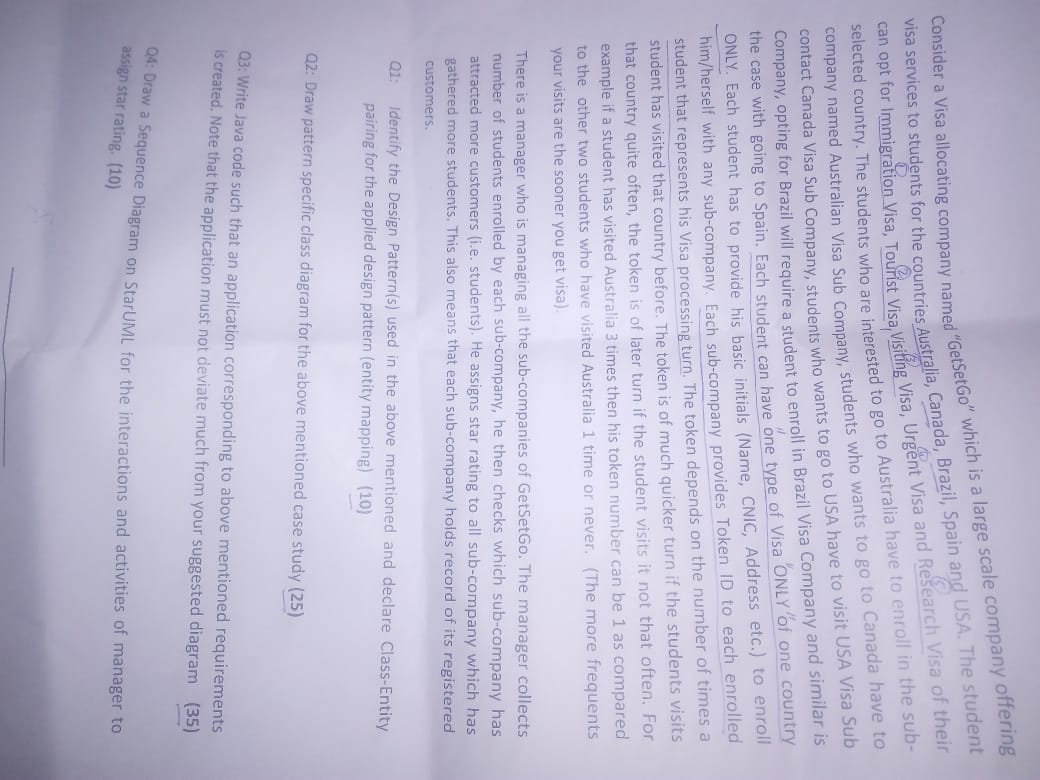 Consider a Visa allocating company named "GetSetGo" which is a large scale company offering
visa services to students for the countries Australia, Canada, Brazil, Spain and USA. The student
can opt for Immigration Visa, Tourist Visa, Visiting Visa, Urgent Visa and Research Visa of their
selected country. The students who are interested to go to Australia have to enroll in the sub-
company named Australian Visa Sub Company, students who wants to go to Canada have to
contact Canada Visa Sub Company, students who wants to go to USA have to visit USA Visa Sub
Company, opting for Brazil will require a student to enroll in Brazil Visa Company and similar is
the case with going to Spain. Each student can have "one type of Visa "ONLY" of one country
ONLY. Each student has to provide his basic initials (Name, CNIC, Address etc.) to enroll
him/herself with any sub-company. Each sub-company provides Token ID to each enrolled
student that represents his Visa processing turn. The token depends on the number of times a
student has visited that country before. The token is of much quicker turn if the students visits
that country quite often, the token is of later turn if the student visits it not that often. For
example if a student has visited Australia 3 times then his token number can be 1 as compared
to the other two students who have visited Australia 1 time or never. (The more frequents
your visits are the sooner you get visa).
There is a manager who is managing all the sub-companies of GetSetGo. The manager collects
number of students enrolled by each sub-company, he then checks which sub-company has
attracted more customers (i.e. students). He assigns star rating to all sub-company which has
gathered more students. This also means that each sub-company holds record of its registered
customers.
Q1: Identify the Design Pattern(s) used in the above mentioned and declare Class-Entity
pairing for the applied design pattern (entity mapping) (10)
Q2: Draw pattern specific class diagram for the above mentioned case study (25)
Q3: Write Java code such that an application corresponding to above mentioned requirements
is created. Note that the application must not deviate much from your suggested diagram (35)
Q4: Draw a Sequence Diagram on StarUML for the interactions and activities of manager to
assign star rating. (10)